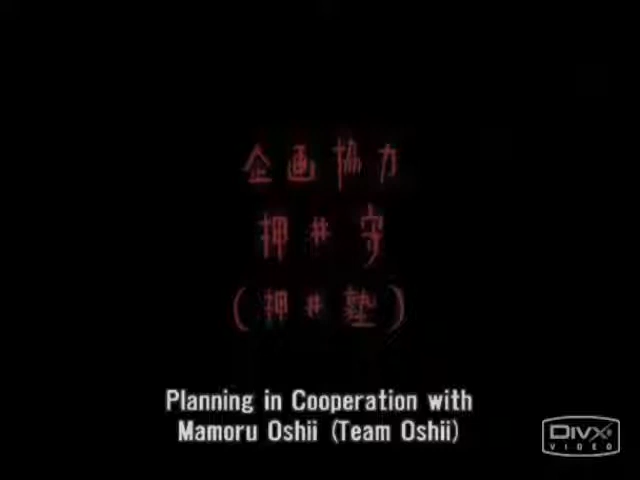 企画協力
押井守
(押井塾)
Planning in Cooperation with
Mamoru Oshii (Team Oshii)
DIVX
VIDEO